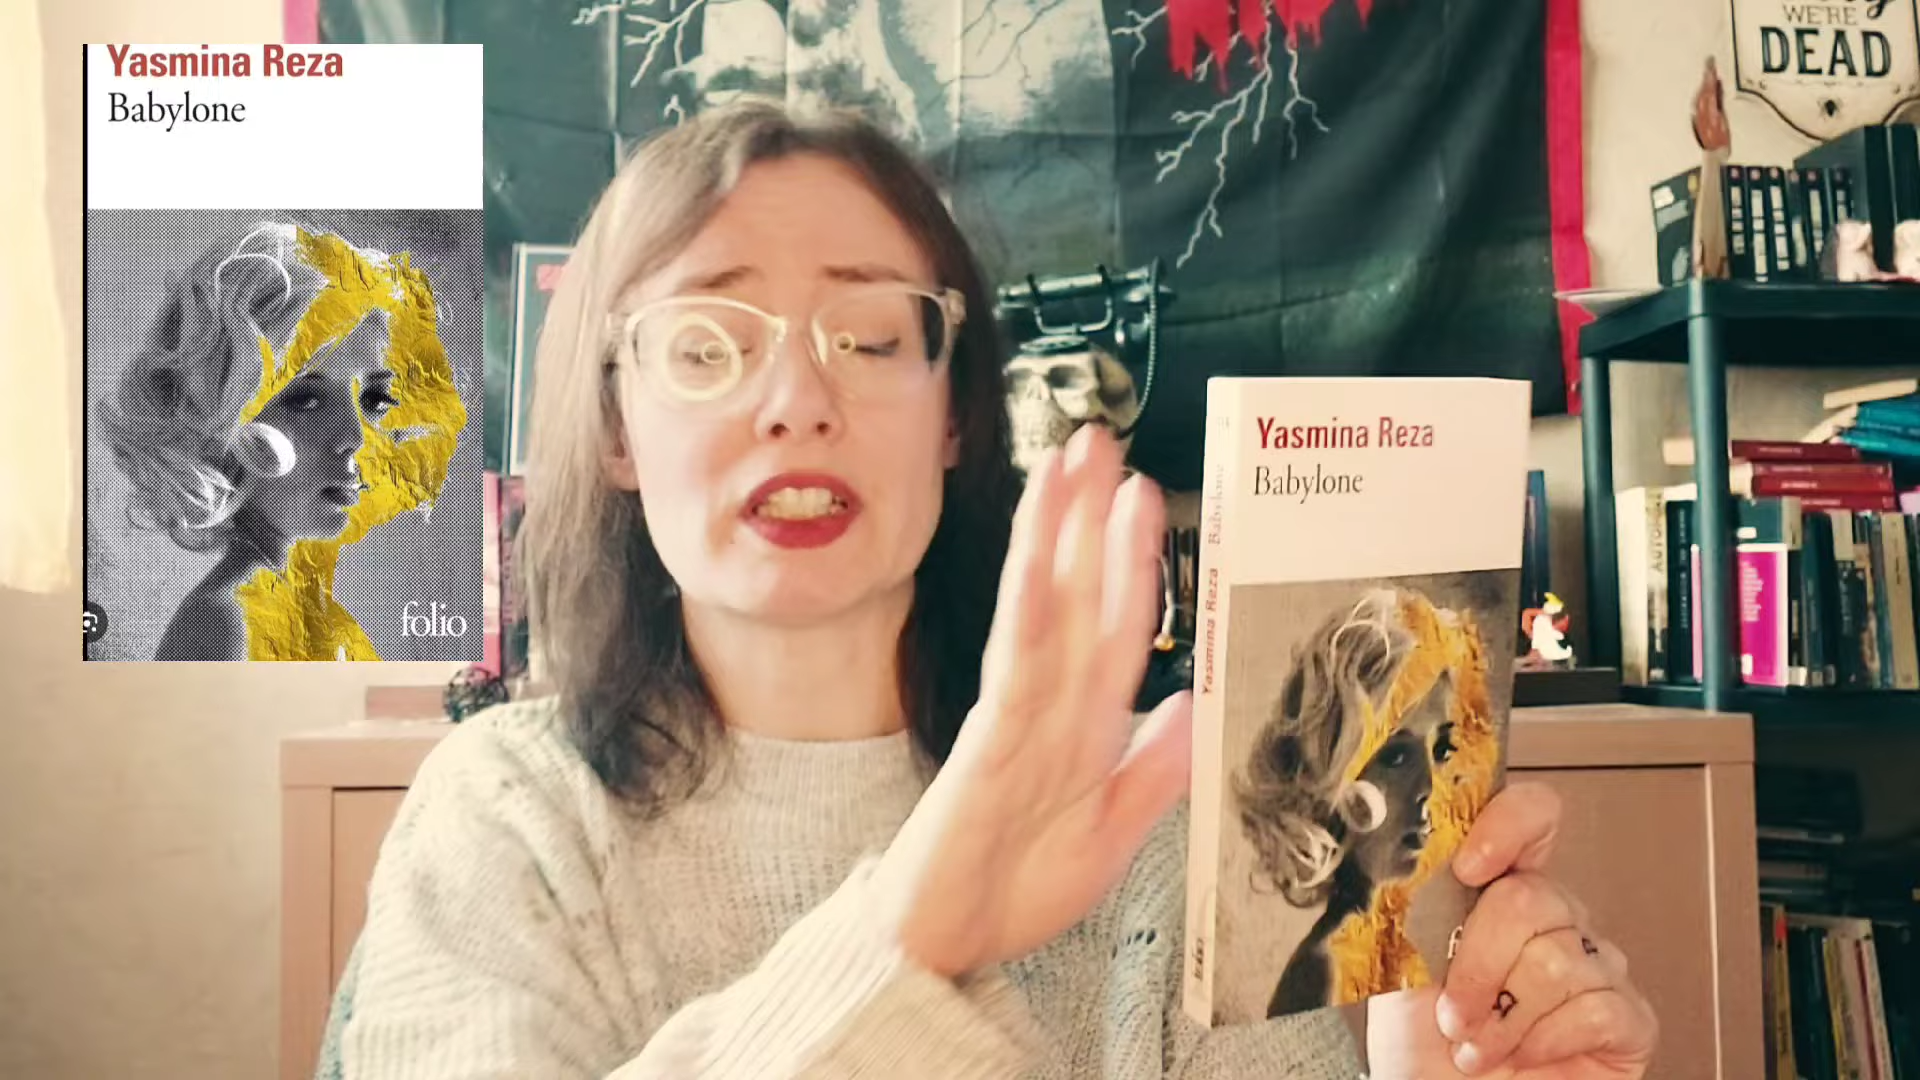 Yasmina Reza
Babylone
folio
WE'RE
DEAD
Yasmina Reza
Babylone
Yasmina Reza Babylone